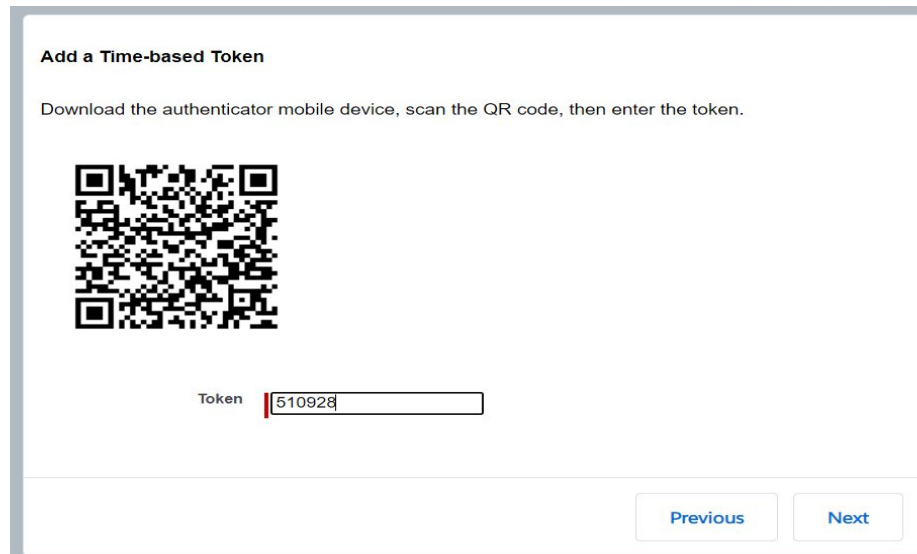 Add a Time-based Token
Download the authenticator mobile device, scan the QR code, then enter the token.
Token 510928
Previous Next